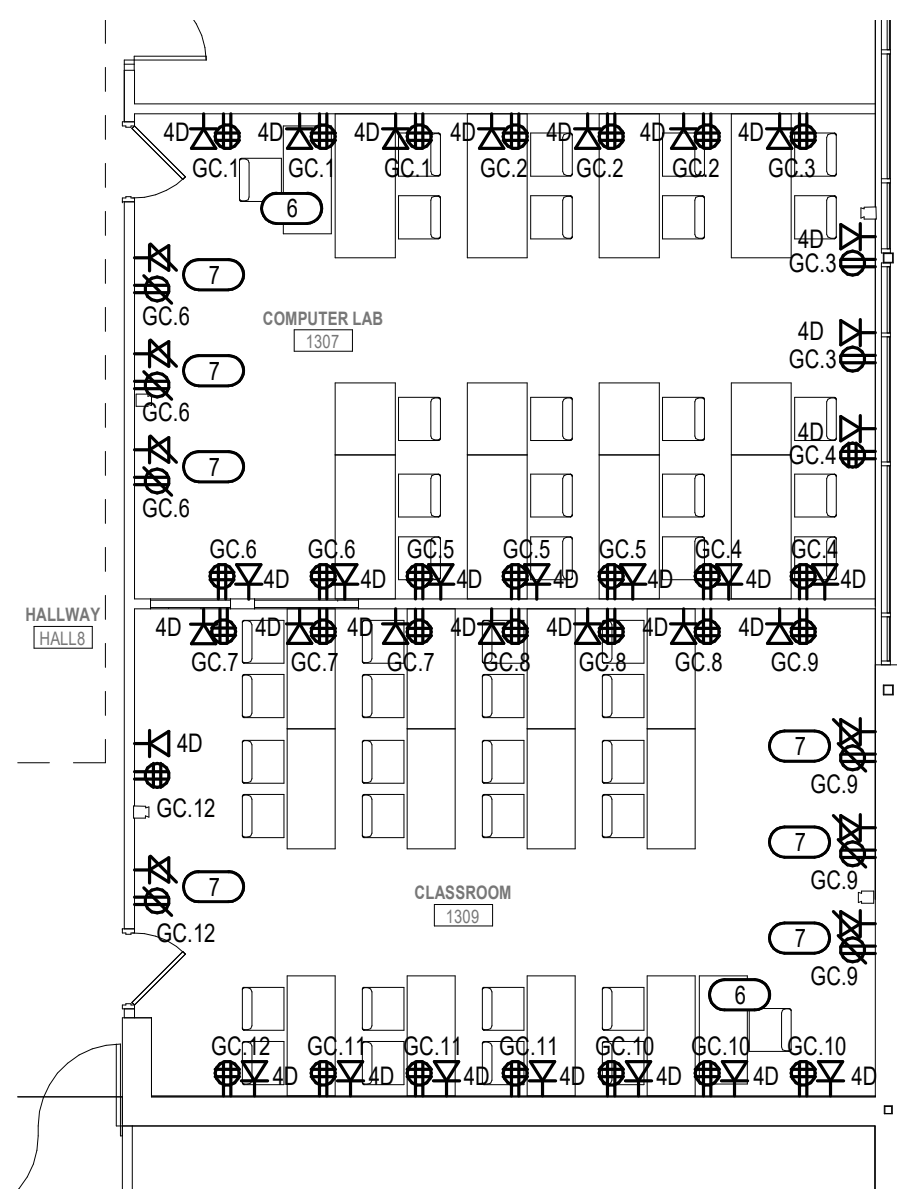 4D 4D 4D 4D 4D 4D 4D
GC.1 GC.1 GC.1 GC.2 GC.2 GC.2 GC.3
6
4D
GC.3
7
GC.6
COMPUTER LAB
1307
4D
GC.3
7
GC.6
4D
GC.4
7
GC.6
GC.6 GC.6 GC.5 GC.5 GC.5 GC.4 GC.4
4D 4D 4D 4D 4D 4D 4D
HALLWAY
HALL8
4D 4D 4D 4D 4D 4D 4D
GC.7 GC.7 GC.7 GC.8 GC.8 GC.8 GC.9
4D
7
GC.9
GC.12
7
GC.9
7
GC.12
CLASSROOM
1309
7
GC.9
6
GC.12 GC.11 GC.11 GC.11 GC.10 GC.10 GC.10
4D 4D 4D 4D 4D 4D 4D